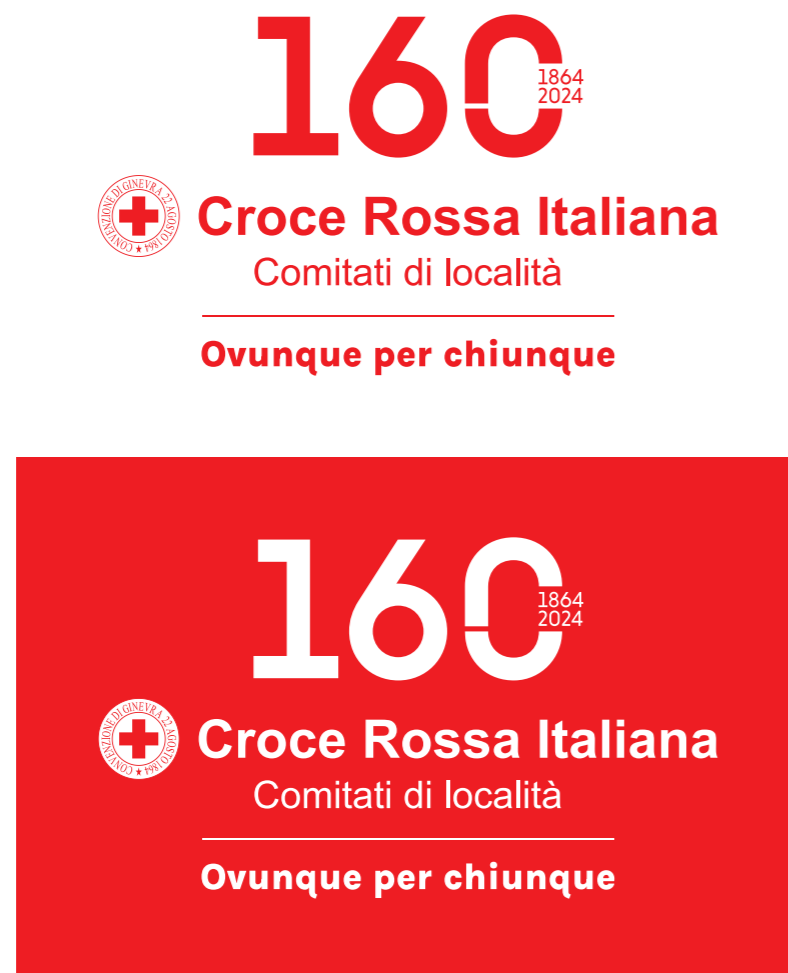 160
1864
2024
CONVENZIONE DI GINEVRA 22 AGOSTO 1864 ★
Croce Rossa Italiana
Comitati di località
Ovunque per chiunque
160
1864
2024
CONVENZIONE DI GINEVRA 22 AGOSTO 1864 ★
Croce Rossa Italiana
Comitati di località
Ovunque per chiunque